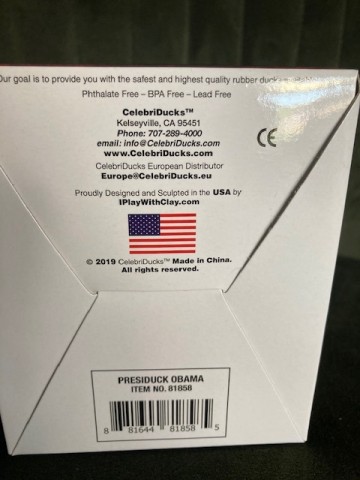 Our goal is to provide you with the safest and highest quality rubber
Phthalate Free – BPA Free – Lead Free
CelebriDucks™
Kelseyville, CA 95451
Phone: 707-289-4000
email: info@CelebriDucks.com
www.CelebriDucks.com
CelebriDucks European Distributor
Europe@CelebriDucks.eu
CE
Proudly Designed and Sculpted in the USA by
IPlayWithClay.com
© 2019 CelebriDucks™ Made in China.
All rights reserved.
PRESIDUCK OBAMA
ITEM NO. 81858
8 81644 81858 5